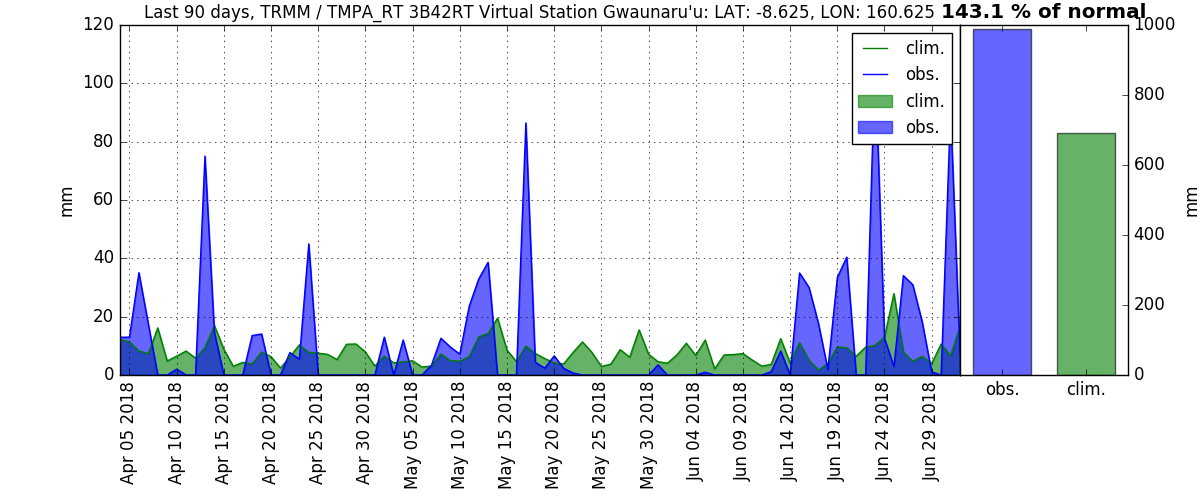 Last 90 days, TRMM / TMPA_RT 3B42RT Virtual Station Gwaunaru'u: LAT: -8.625, LON: 160.625 143.1 % of normal
120
100
80
60
40
20
0
mm
clim.
obs.
clim.
obs.
1000
800
600
400
200
0
mm
obs.
clim.
Apr 05 2018
Apr 10 2018
Apr 15 2018
Apr 20 2018
Apr 25 2018
Apr 30 2018
May 05 2018
May 10 2018
May 15 2018
May 20 2018
May 25 2018
May 30 2018
Jun 04 2018
Jun 09 2018
Jun 14 2018
Jun 19 2018
Jun 24 2018
Jun 29 2018